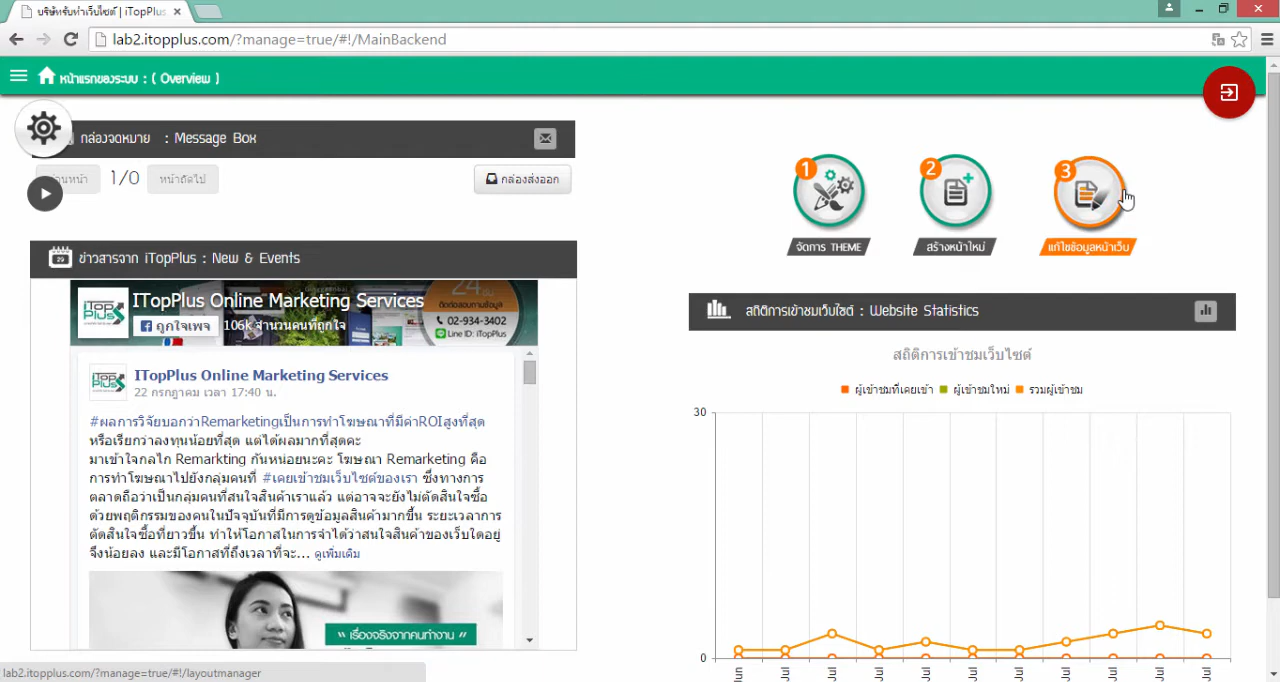 บริษัทรับทำเว็บไซต์ | iTopPlus
lab2.itopplus.com/?manage=true/#!/MainBackend
หน้าแรกของระบบ : ( Overview )
กล่องจดหมาย : Message Box
1/0
หน้าถัดไป
กล่องส่งออก
ข่าวสารจาก iTopPlus : New & Events
ITopPlus Online Marketing Services
ถูกใจเพจ
106k จำนวนคนที่ถูกใจ
ติดต่อสอบถามข้อมูล
02-934-3402
Line ID: iTopPlus
ITopPlus Online Marketing Services
22 กรกฎาคม เวลา 17:40 น.
#ผลการวิจัยบอกว่าRemarketingเป็นการทำโฆษณาที่มีค่าROIสูงที่สุด
หรือเรียกว่าลงทุนน้อยที่สุด แต่ได้ผลมากที่สุดคะ
มาเข้าใจกลไก Remarkting กันหน่อยนะคะ โฆษณา Remarketing คือ
การทำโฆษณาไปยังกลุ่มคนที่ #เคยเข้าชมเว็บไซต์ของเรา ซึ่งทางการ
ตลาดถือว่าเป็นกลุ่มคนที่สนใจสินค้าเราแล้ว แต่อาจจะยังไม่ตัดสินใจซื้อ
ด้วยพฤติกรรมของคนในปัจจุบันที่มีการดูข้อมูลสินค้ามากขึ้น ระยะเวลาการ
ตัดสินใจซื้อที่ยาวขึ้น ทำให้โอกาสในการจำได้ว่าสนใจสินค้าของเว็บใดอยู่
จึงน้อยลง และมีโอกาสที่ถึงเวลาที่จะ... ดูเพิ่มเติม
“ เรื่องจริงจากคนทำงาน ”
1
จัดการ THEME
2
สร้างหน้าใหม่
3
แก้ไขข้อมูลหน้าเว็บ
สถิติการเข้าชมเว็บไซต์ : Website Statistics
สถิติการเข้าชมเว็บไซต์
ผู้เข้าชมที่เคยเข้า ผู้เข้าชมใหม่ รวมผู้เข้าชม
30
0
Jul Jul Jul Jul Jul Jul Jul Jul Jul Jul
lab2.itopplus.com/?manage=true/#!/layoutmanager